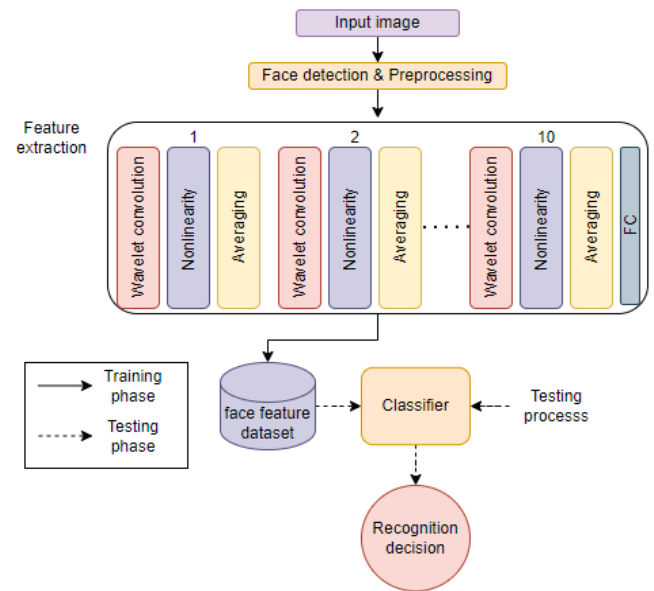 Input image
Face detection & Preprocessing
Feature
extraction
1
2
10
Wavelet convolution
Nonlinearity
Averaging
Wavelet convolution
Nonlinearity
Averaging
Wavelet convolution
Nonlinearity
Averaging
FC
Training
phase
Testing
phase
face feature
dataset
Classifier
Testing
processs
Recognition
decision